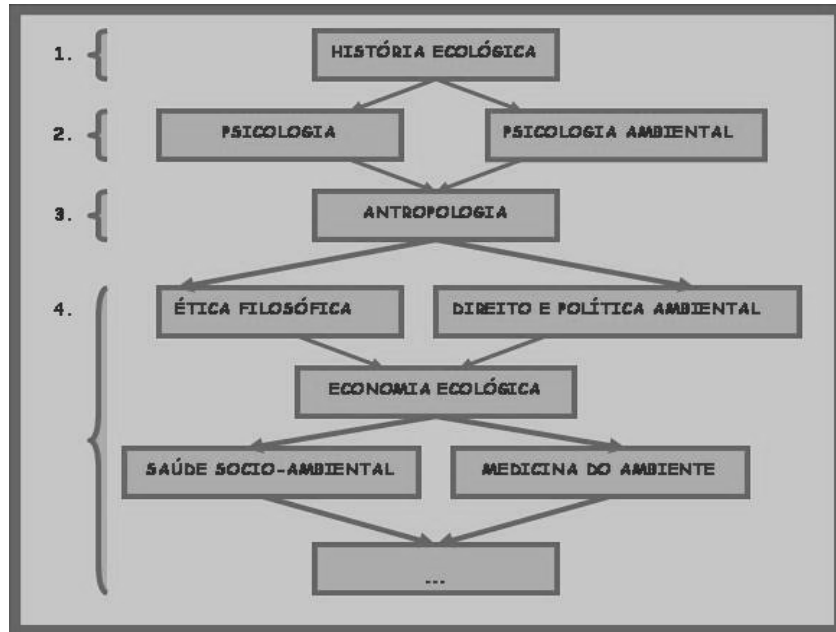 1.
HISTÓRIA ECOLÓGICA
2.
PSICOLOGIA
PSICOLOGIA AMBIENTAL
3.
ANTROPOLOGIA
4.
ÉTICA FILOSÓFICA
DIREITO E POLÍTICA AMBIENTAL
ECONOMIA ECOLÓGICA
SAÚDE SOCIO-AMBIENTAL
MEDICINA DO AMBIENTE
...